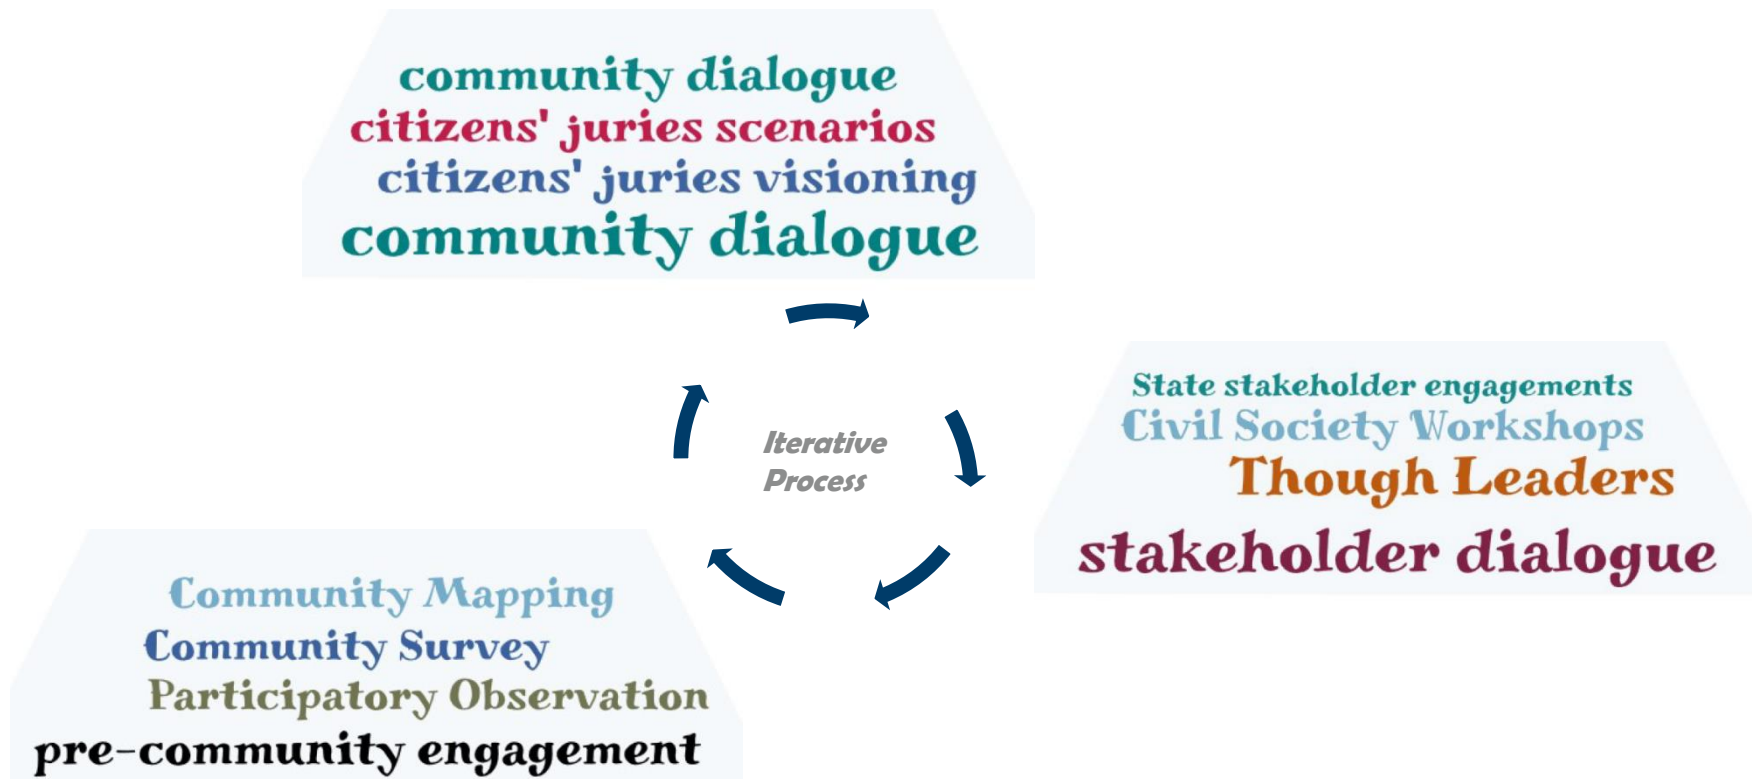 community dialogue
citizens' juries scenarios
citizens' juries visioning
community dialogue
State stakeholder engagements
Civil Society Workshops
Though Leaders
stakeholder dialogue
Iterative
Process
Community Mapping
Community Survey
Participatory Observation
pre-community engagement